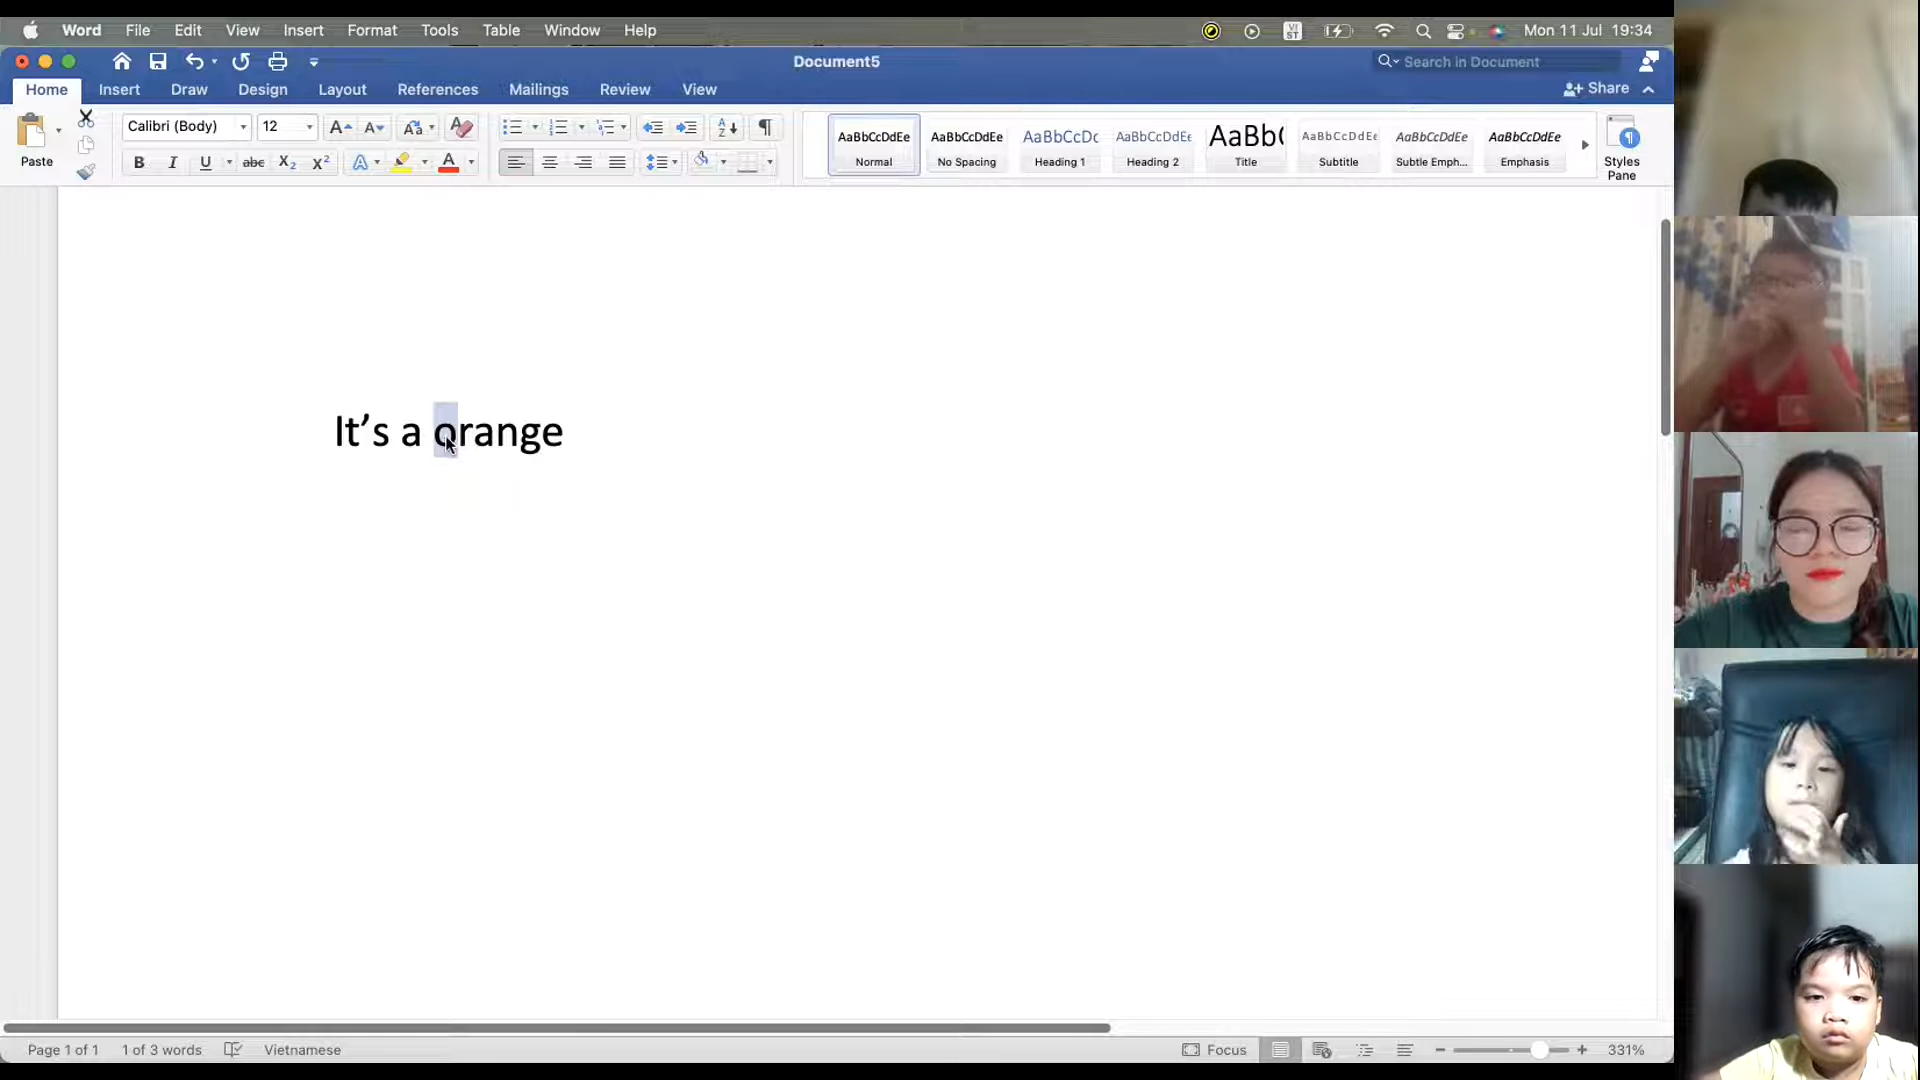 Word File Edit View Insert Format Tools Table Window Help Mon 11 Jul 19:34
Document5
Search in Document
Home Insert Draw Design Layout References Mailings Review View
Share
Paste
Calibri (Body) 12
AaBbCcDdEe AaBbCcDdEe AaBbCcDc AaBbCcDdEe AaBb( AaBbCcDdEe AaBbCcDdEe AaBbCcDdEe
Normal No Spacing Heading 1 Heading 2 Title Subtitle Subtle Emph... Emphasis
Styles
Pane
It’s a orange
Page 1 of 1 1 of 3 words Vietnamese Focus 331%